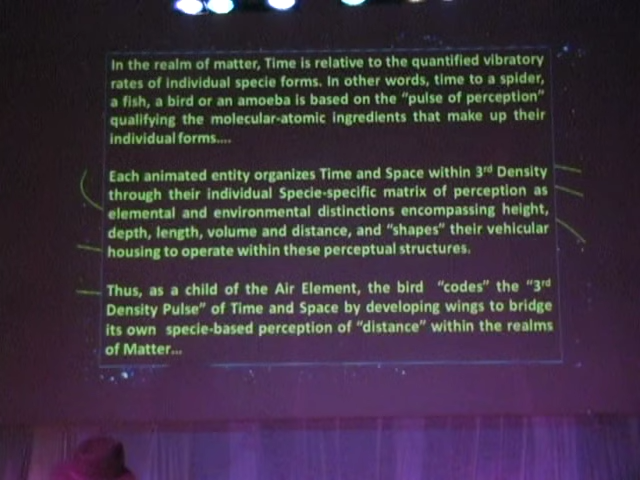 In the realm of matter, Time is relative to the quantified vibratory
rates of individual specie forms. In other words, time to a spider,
a fish, a bird or an amoeba is based on the “pulse of perception”
qualifying the molecular-atomic ingredients that make up their
individual forms....
Each animated entity organizes Time and Space within 3rd Density
through their individual Specie-specific matrix of perception as
elemental and environmental distinctions encompassing height,
depth, length, volume and distance, and “shapes” their vehicular
housing to operate within these perceptual structures.
Thus, as a child of the Air Element, the bird “codes” the “3rd
Density Pulse” of Time and Space by developing wings to bridge
its own specie-based perception of “distance” within the realms
of Matter...